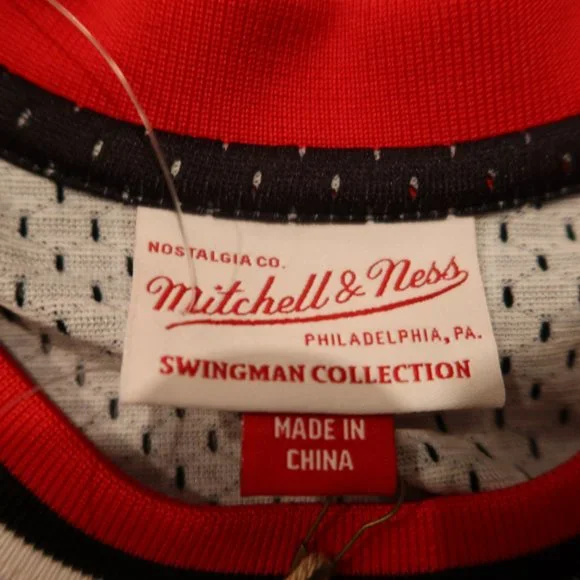 NOSTALGIA CO.
Mitchell & Ness
PHILADELPHIA, PA.
SWINGMAN COLLECTION
MADE IN
CHINA